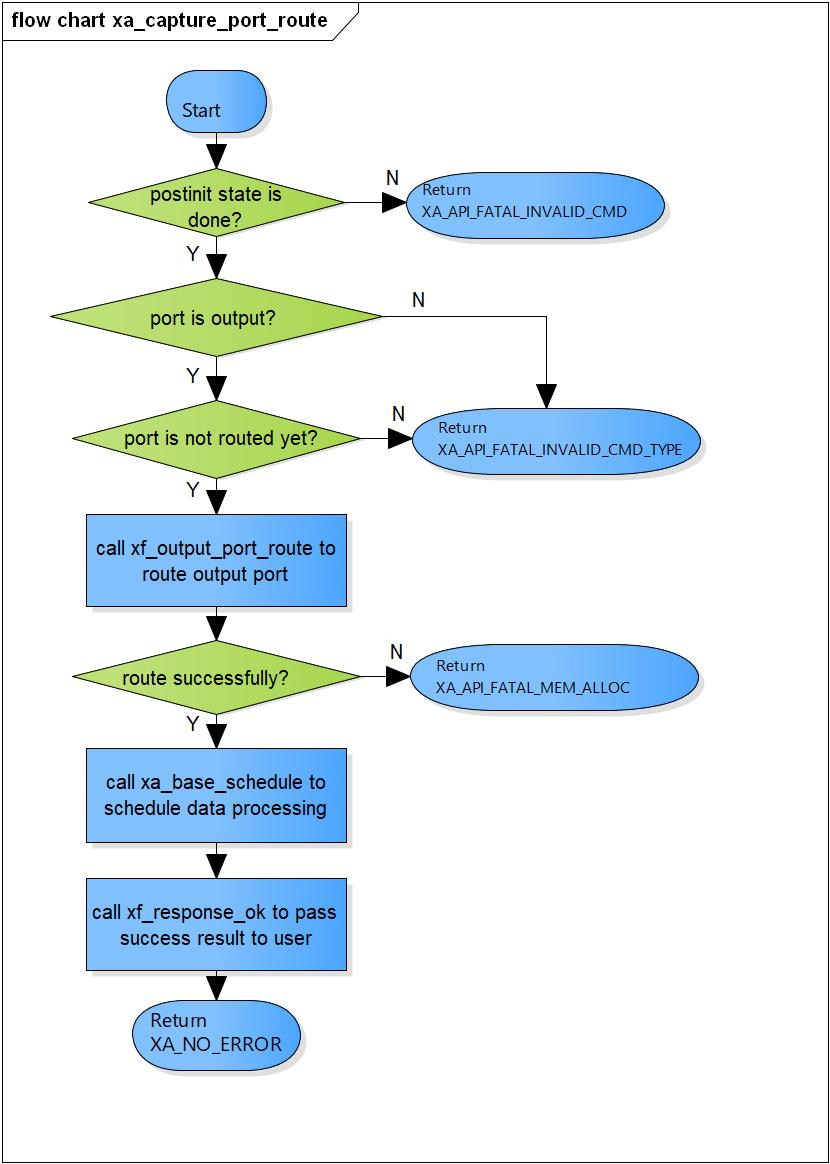 flow chart xa_capture_port_route
Start
postinit state is
done?
N
Return
XA_API_FATAL_INVALID_CMD
Y
port is output?
N
Y
port is not routed yet?
N
Return
XA_API_FATAL_INVALID_CMD_TYPE
Y
call xf_output_port_route to
route output port
route successfully?
N
Return
XA_API_FATAL_MEM_ALLOC
Y
call xa_base_schedule to
schedule data processing
call xf_response_ok to pass
success result to user
Return
XA_NO_ERROR